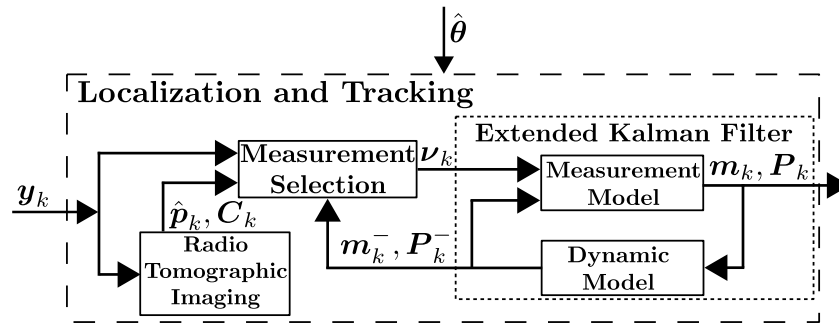 θ̂
Localization and Tracking
Extended Kalman Filter
Measurement
Selection
ν_k
Measurement
Model
m_k, P_k
y_k
p̂_k, C_k
Radio
Tomographic
Imaging
m_k^-, P_k^-
Dynamic
Model